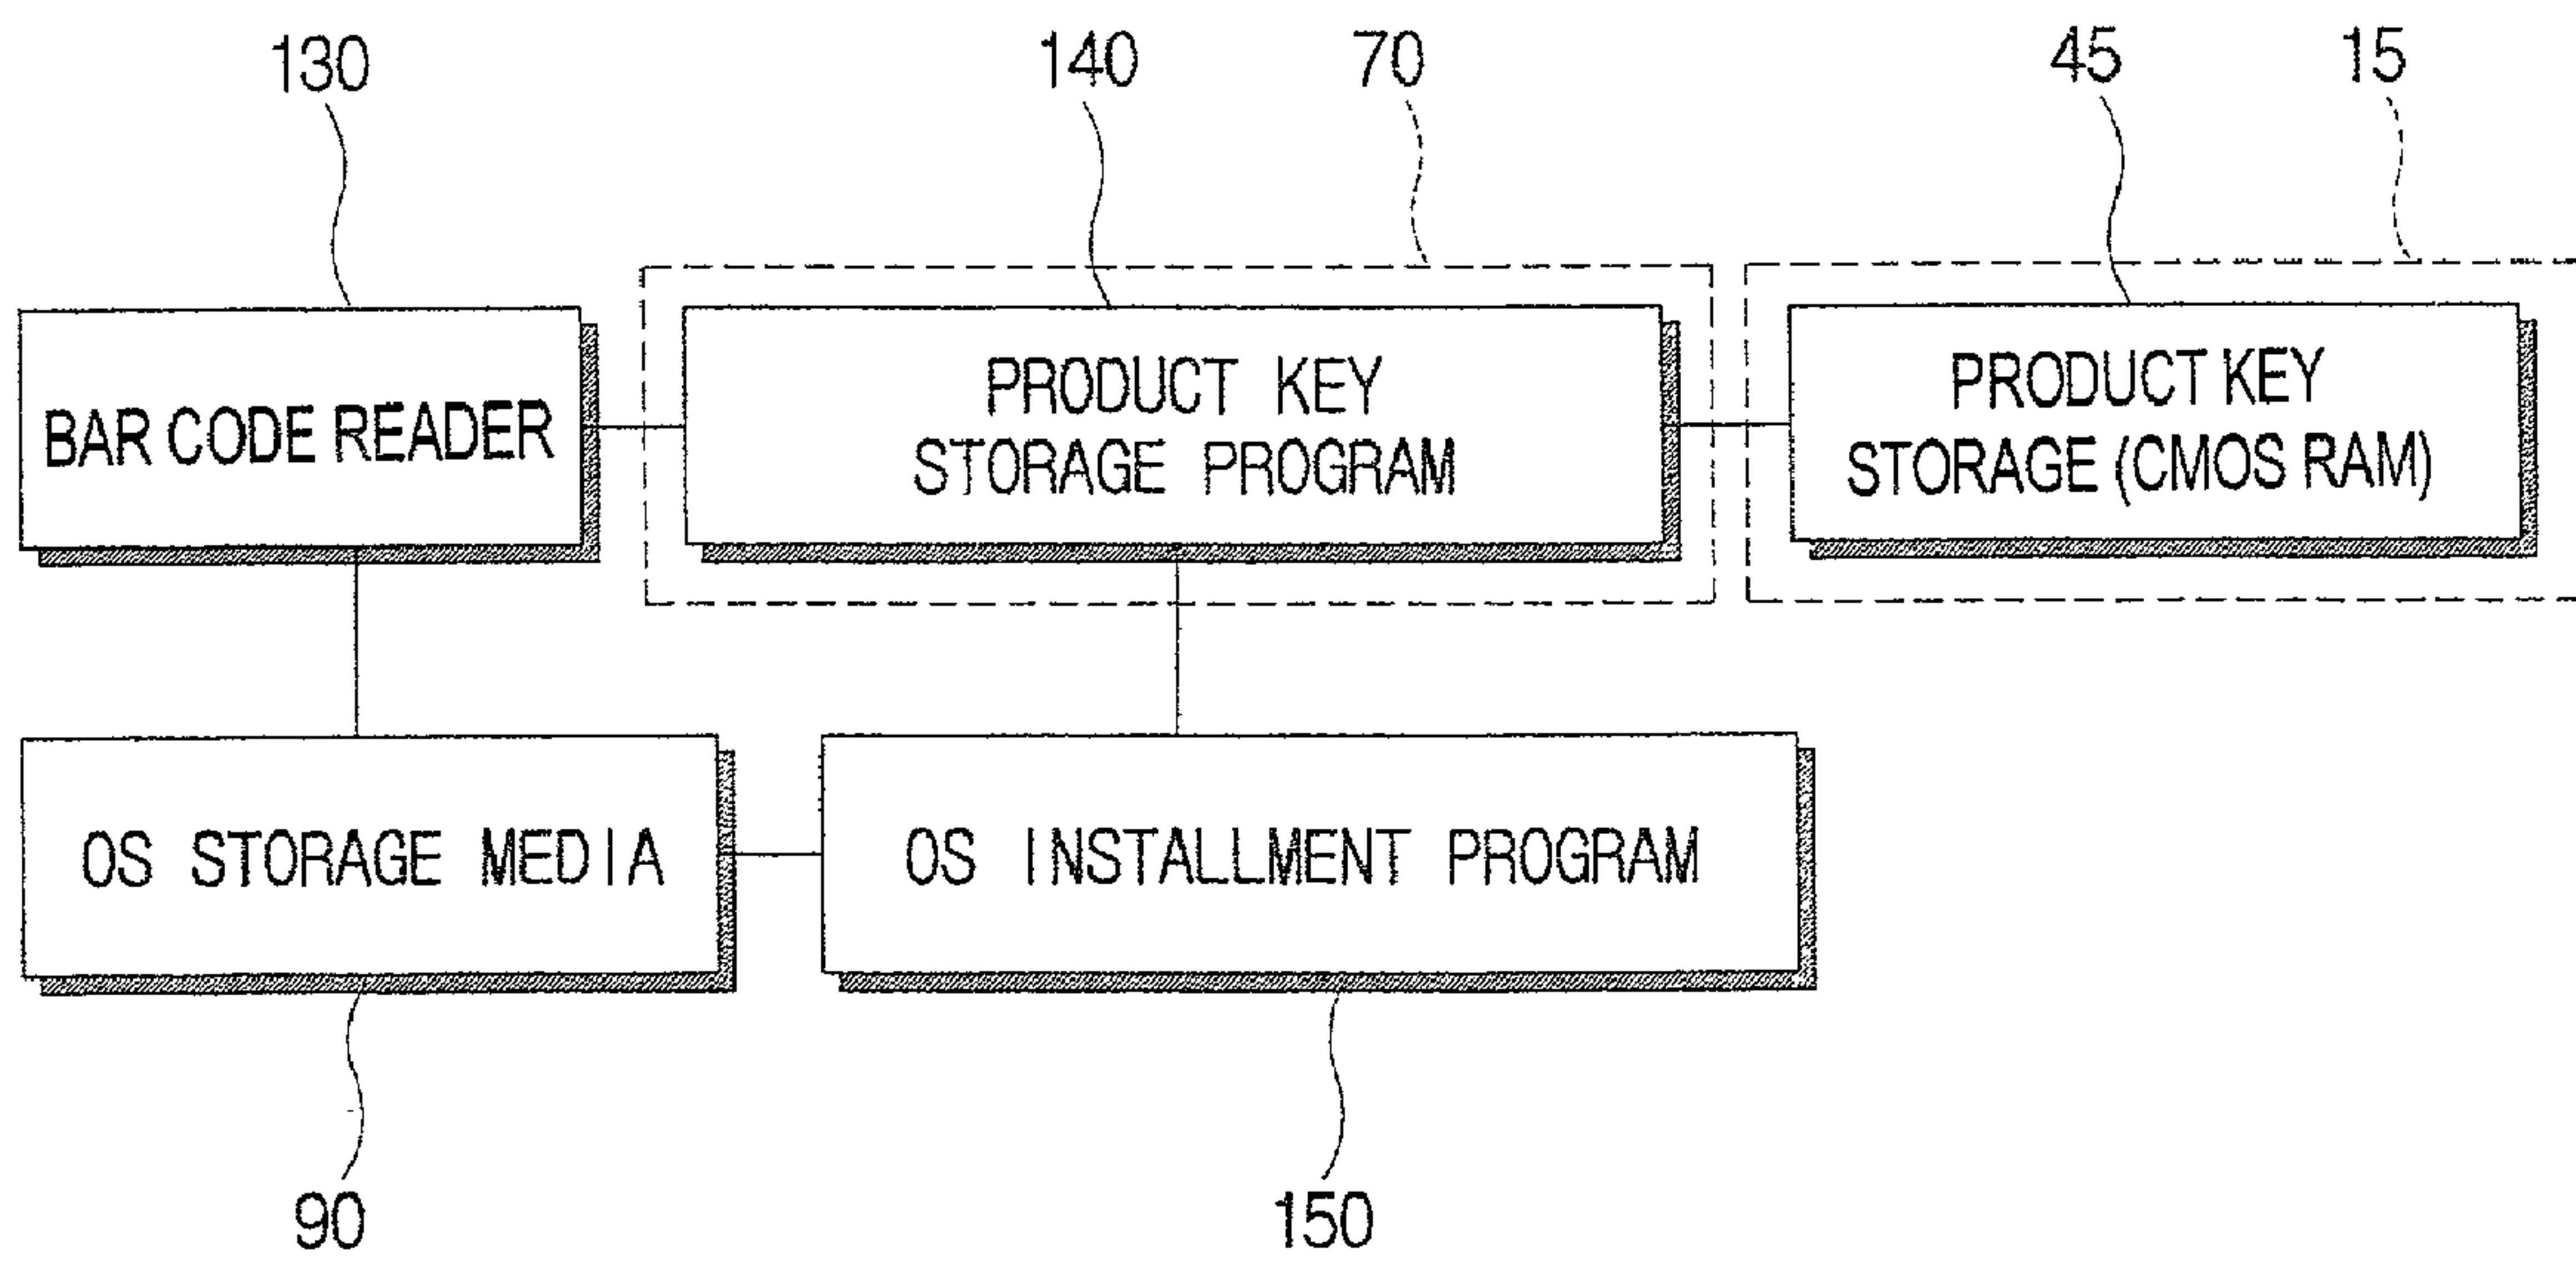 130
140
70
45
15
BAR CODE READER
PRODUCT KEY
STORAGE PROGRAM
PRODUCT KEY
STORAGE (CMOS RAM)
OS STORAGE MEDIA
OS INSTALLMENT PROGRAM
90
150